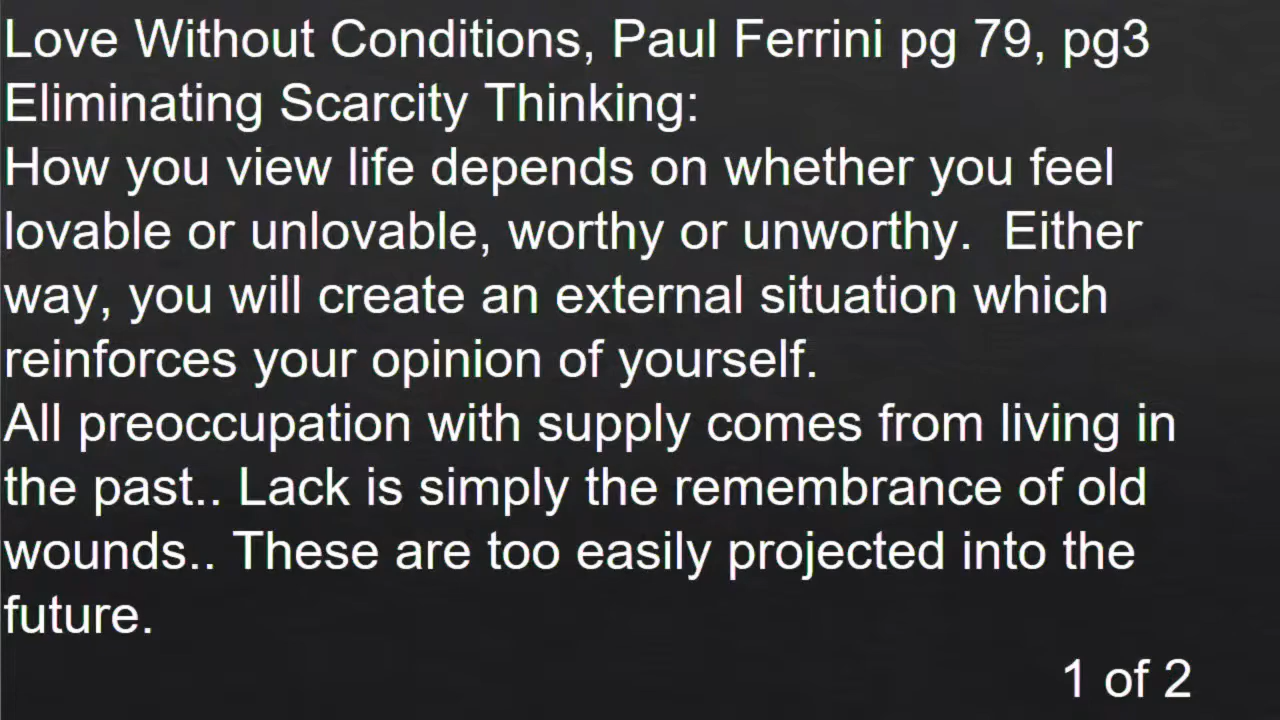 Love Without Conditions, Paul Ferrini pg 79, pg3
Eliminating Scarcity Thinking:
How you view life depends on whether you feel
lovable or unlovable, worthy or unworthy.  Either
way, you will create an external situation which
reinforces your opinion of yourself.
All preoccupation with supply comes from living in
the past.. Lack is simply the remembrance of old
wounds.. These are too easily projected into the
future.
1 of 2